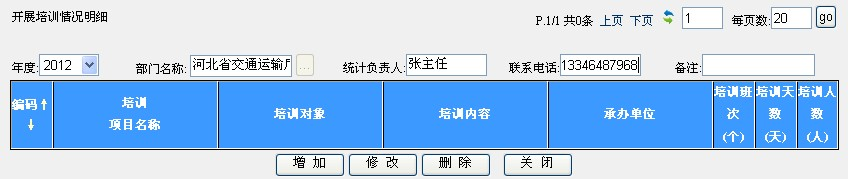 开展培训情况明细 P.1/1 共0条 上页 下页 1 每页数:20 go
年度:2012 部门名称:河北省交通运输厅 ... 统计负责人:张主任 联系电话:13346487968 备注:
编码↑↓ 培训项目名称 培训对象 培训内容 承办单位 培训班次(个) 培训天数(天) 培训人数(人)
增 加 修 改 删 除 关 闭